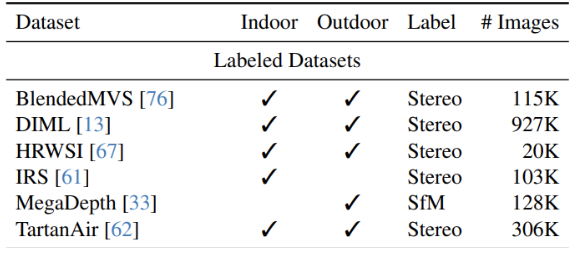 Dataset Indoor Outdoor Label # Images
Labeled Datasets
BlendedMVS [76] ✓ ✓ Stereo 115K
DIML [13] ✓ ✓ Stereo 927K
HRWSI [67] ✓ ✓ Stereo 20K
IRS [61] ✓ Stereo 103K
MegaDepth [33] ✓ SfM 128K
TartanAir [62] ✓ ✓ Stereo 306K